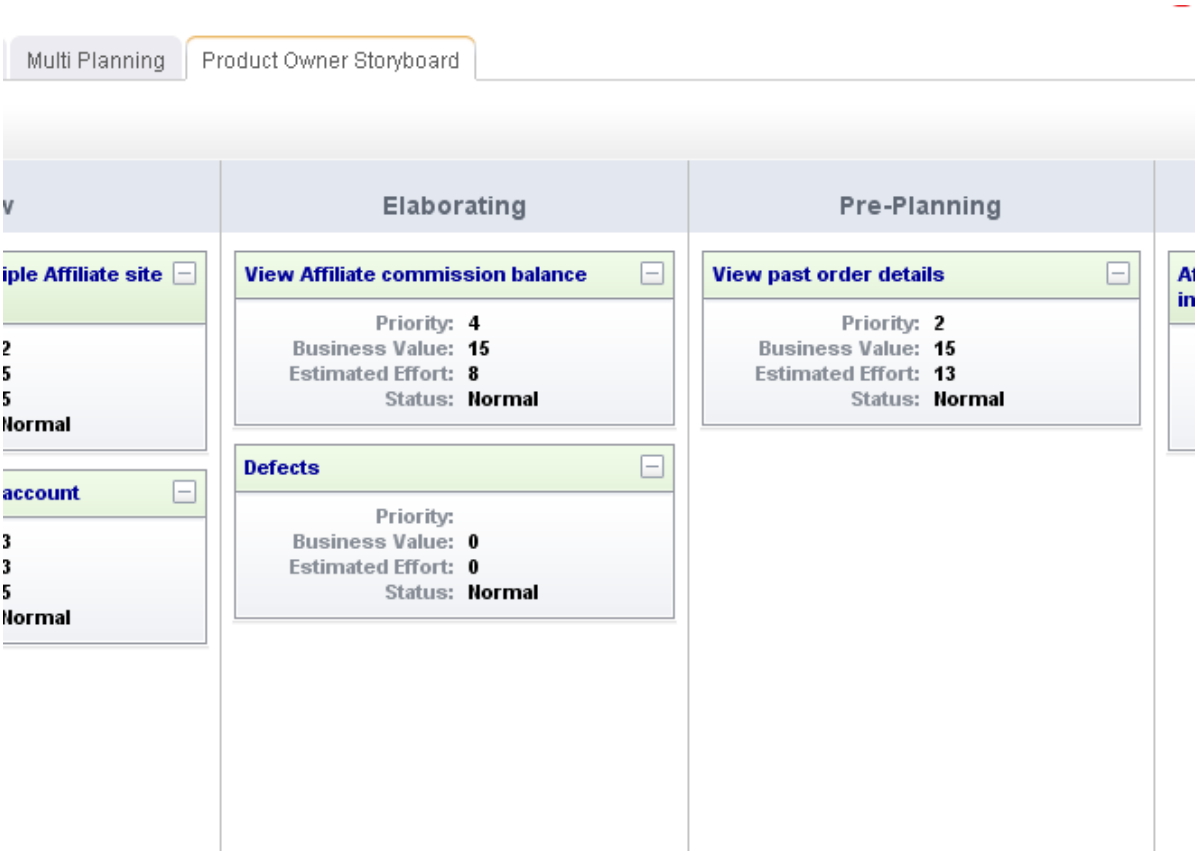 Multi Planning
Product Owner Storyboard
Elaborating
Pre-Planning
iple Affiliate site
2
5
5
Normal
account
3
3
5
Normal
View Affiliate commission balance
Priority: 4
Business Value: 15
Estimated Effort: 8
Status: Normal
Defects
Priority:
Business Value: 0
Estimated Effort: 0
Status: Normal
View past order details
Priority: 2
Business Value: 15
Estimated Effort: 13
Status: Normal
in